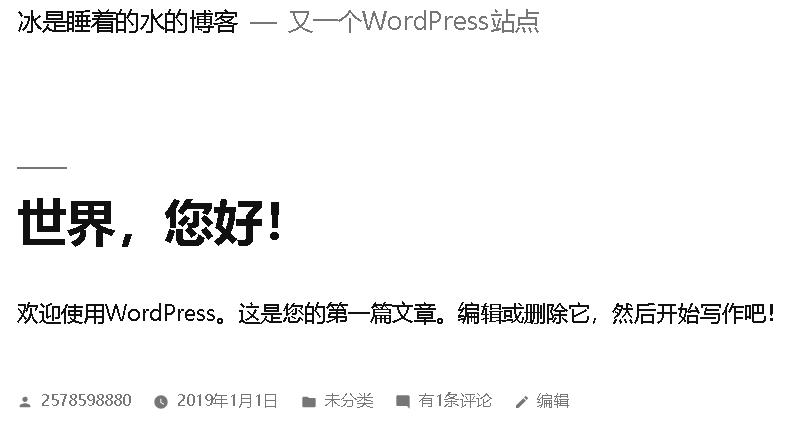 冰是睡着的水的博客 — 又一个WordPress站点
世界，您好！
欢迎使用WordPress。这是您的第一篇文章。编辑或删除它，然后开始写作吧！
2578598880 2019年1月1日 未分类 有1条评论 编辑